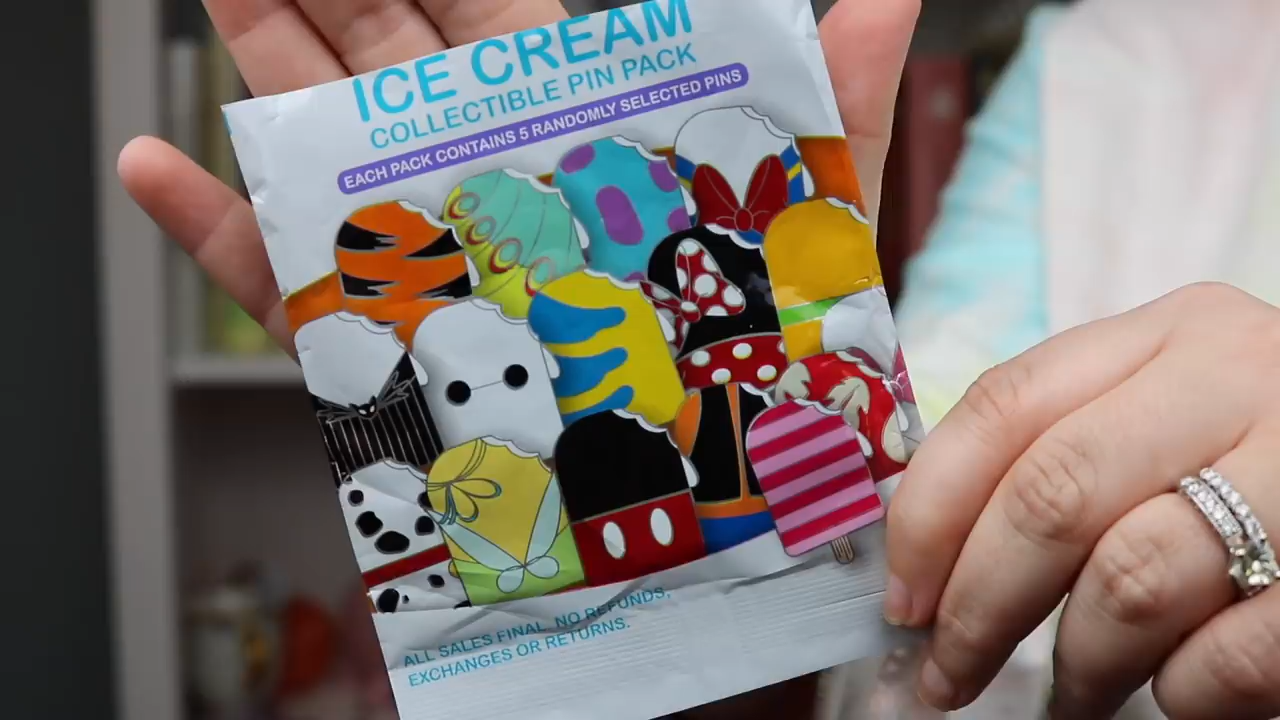 ICE CREAM
COLLECTIBLE PIN PACK
EACH PACK CONTAINS 5 RANDOMLY SELECTED PINS
ALL SALES FINAL. NO REFUNDS,
EXCHANGES OR RETURNS.